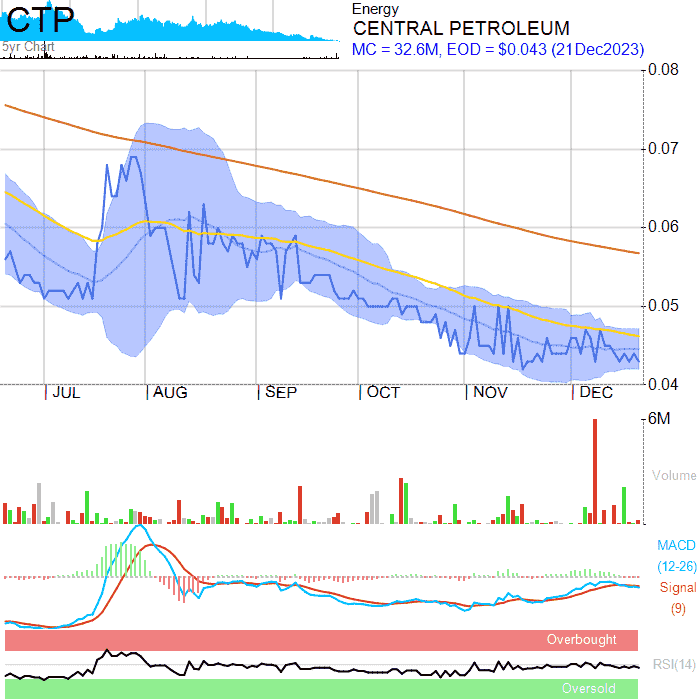 CTP
5yr Chart
Energy
CENTRAL PETROLEUM
MC = 32.6M, EOD = $0.043 (21Dec2023)
0.08
0.07
0.06
0.05
0.04
JUL AUG SEP OCT NOV DEC
6M
Volume
MACD
(12-26)
Signal
(9)
Overbought
RSI(14)
Oversold